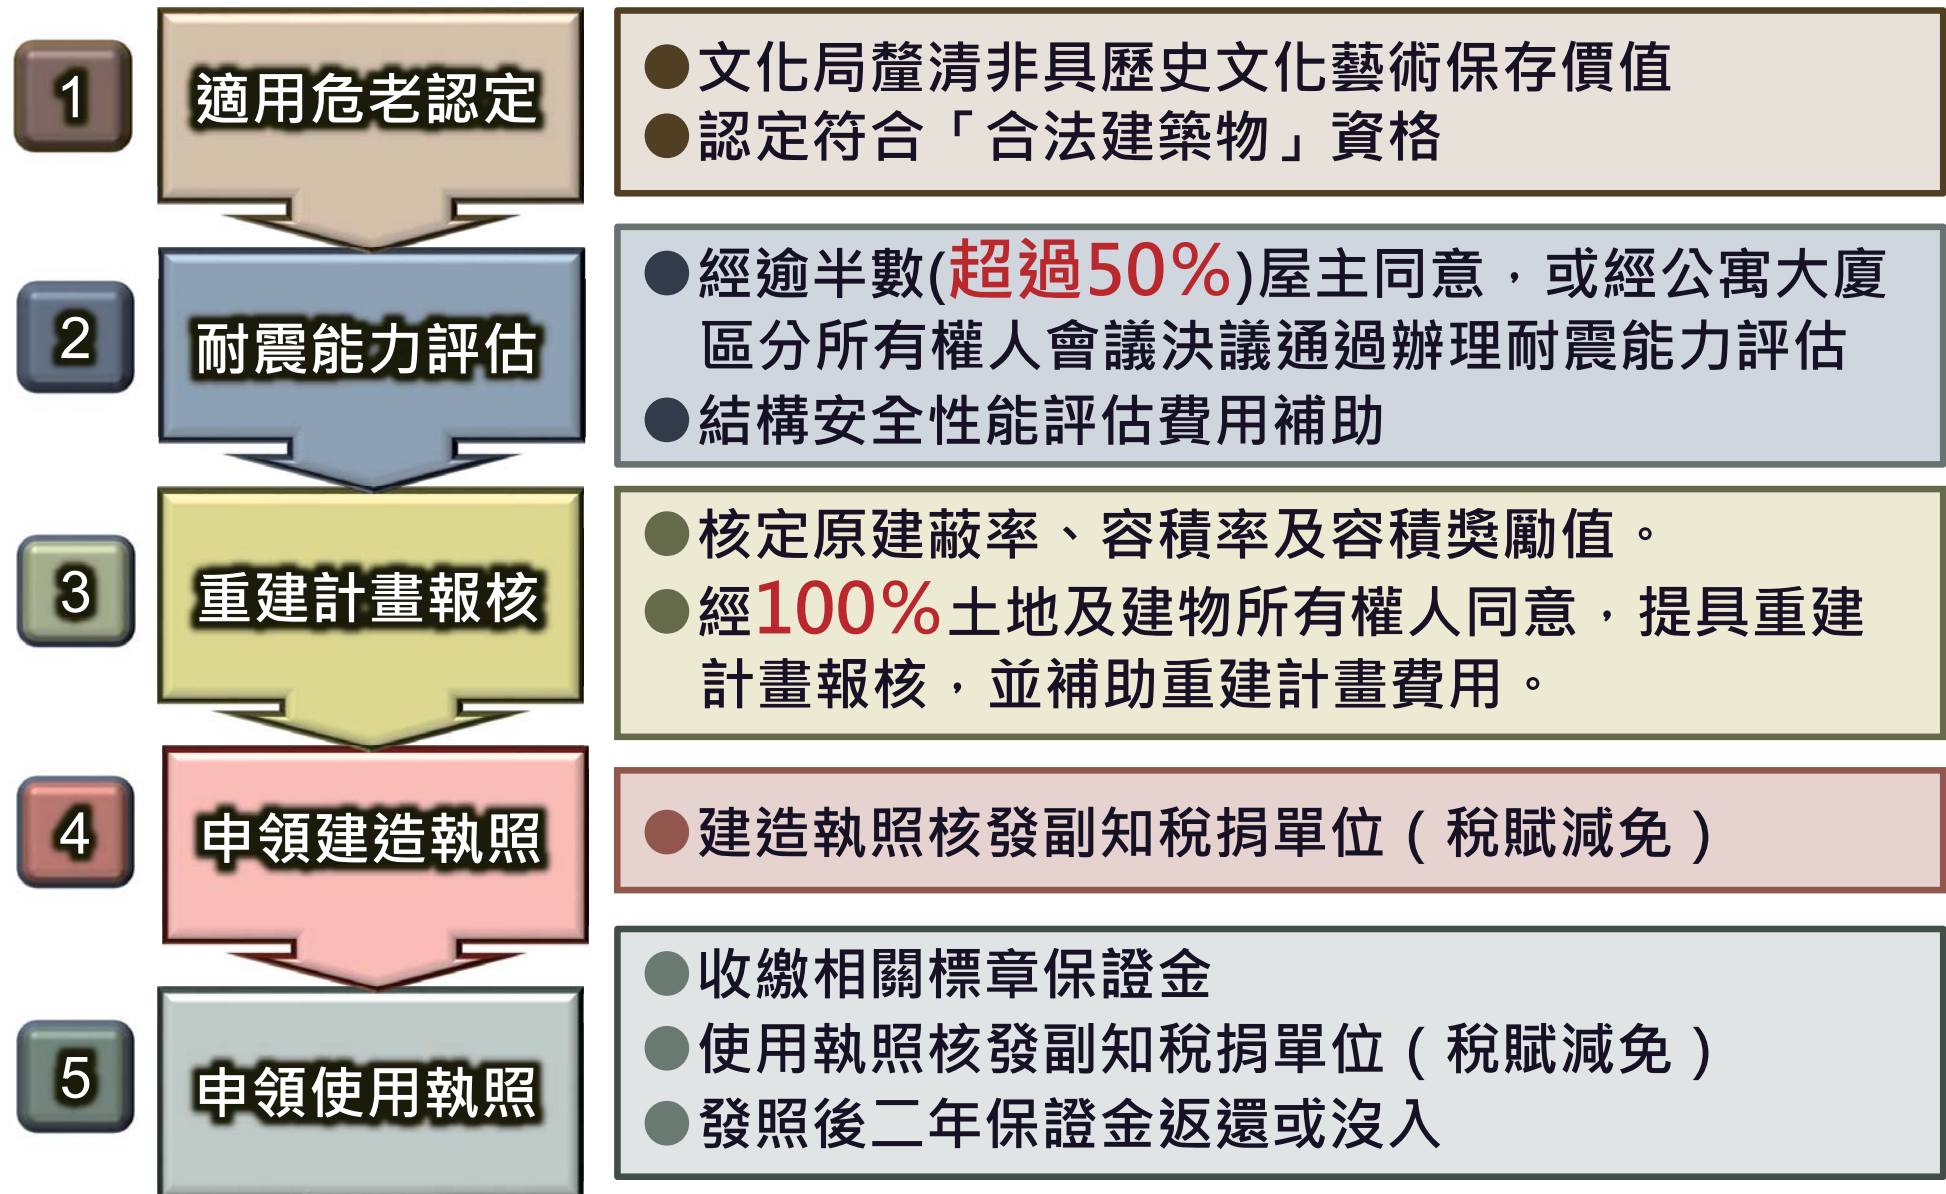 1
適用危老認定
●文化局釐清非具歷史文化藝術保存價值
●認定符合「合法建築物」資格
2
耐震能力評估
●經逾半數(超過50%)屋主同意，或經公寓大廈
區分所有權人會議決議通過辦理耐震能力評估
●結構安全性能評估費用補助
3
重建計畫報核
●核定原建蔽率、容積率及容積獎勵值。
●經100%土地及建物所有權人同意，提具重建
計畫報核，並補助重建計畫費用。
4
申領建造執照
●建造執照核發副知稅捐單位（稅賦減免）
5
申領使用執照
●收繳相關標章保證金
●使用執照核發副知稅捐單位（稅賦減免）
●發照後二年保證金返還或沒入